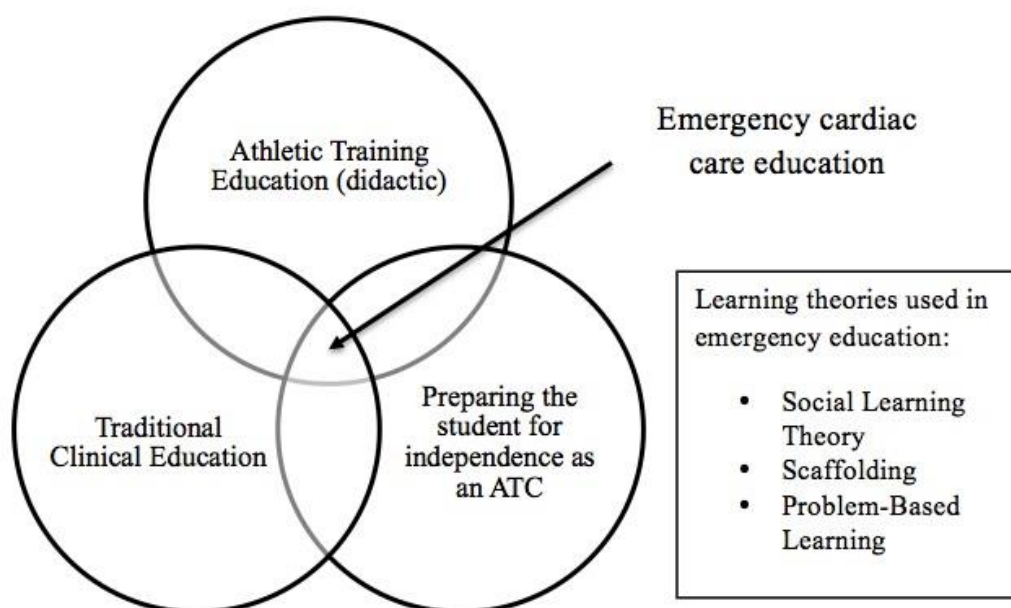 Athletic Training
Education (didactic)
Emergency cardiac
care education
Traditional
Clinical Education
Preparing the
student for
independence as
an ATC
Learning theories used in
emergency education:
• Social Learning
Theory
• Scaffolding
• Problem-Based
Learning